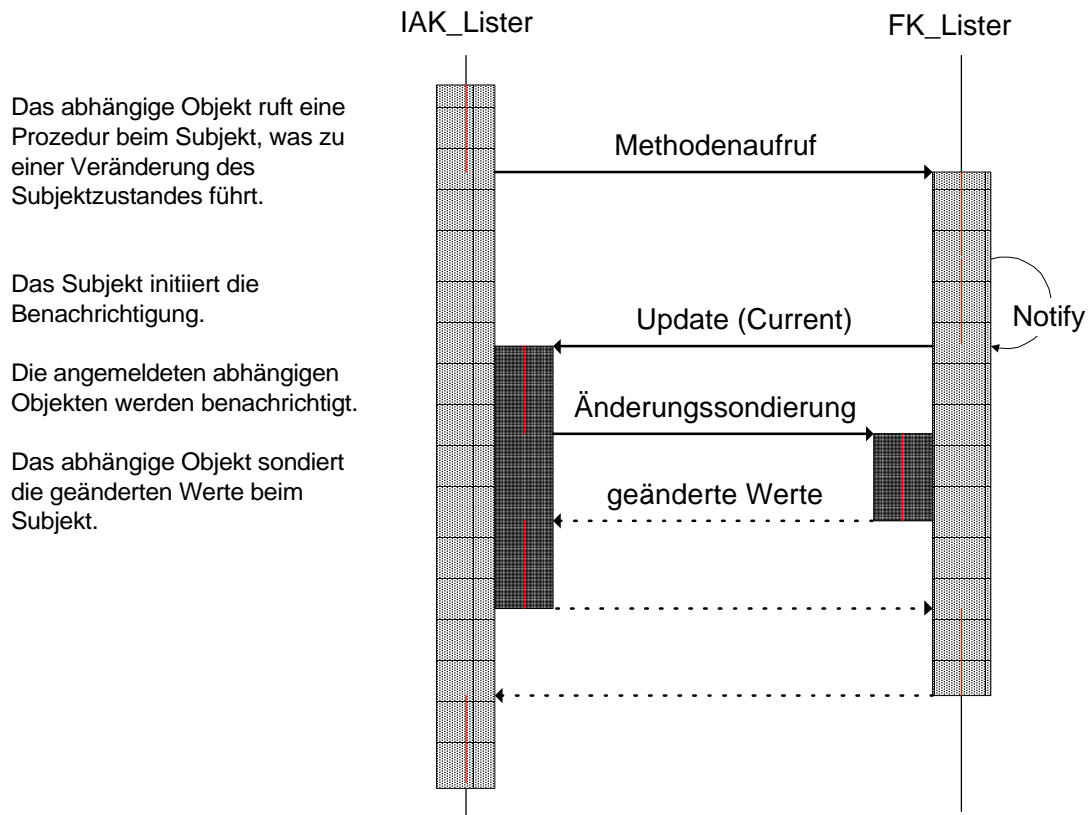 IAK_Lister
FK_Lister
Das abhängige Objekt ruft eine
Prozedur beim Subjekt, was zu
einer Veränderung des
Subjektzustandes führt.
Methodenaufruf
Das Subjekt initiiert die
Benachrichtigung.
Update (Current)
Notify
Die angemeldeten abhängigen
Objekten werden benachrichtigt.
Änderungssondierung
Das abhängige Objekt sondiert
die geänderten Werte beim
Subjekt.
geänderte Werte